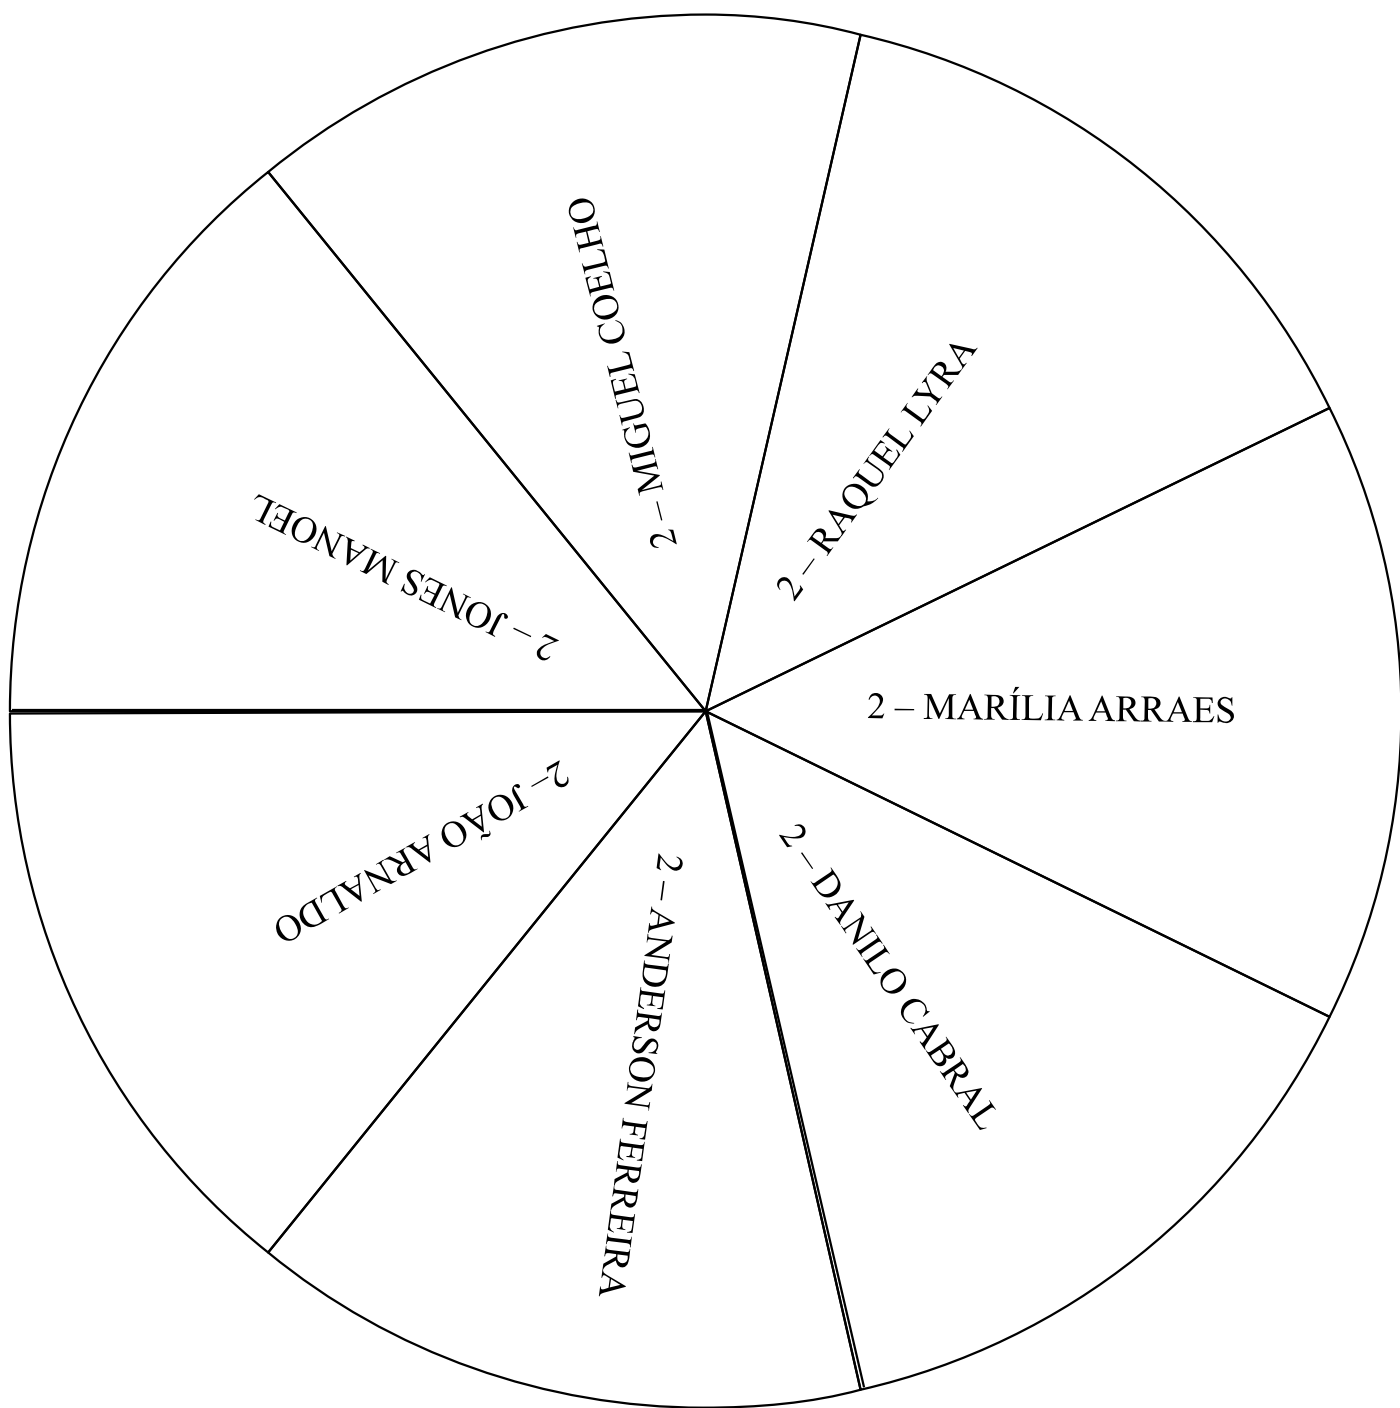 2 – MIGUEL COELHO
2 – RAQUEL LYRA
2 – MARÍLIA ARRAES
2 – DANILO CABRAL
2 – ANDERSON FERREIRA
2– JOÃO ARNALDO
2 – JONES MANOEL